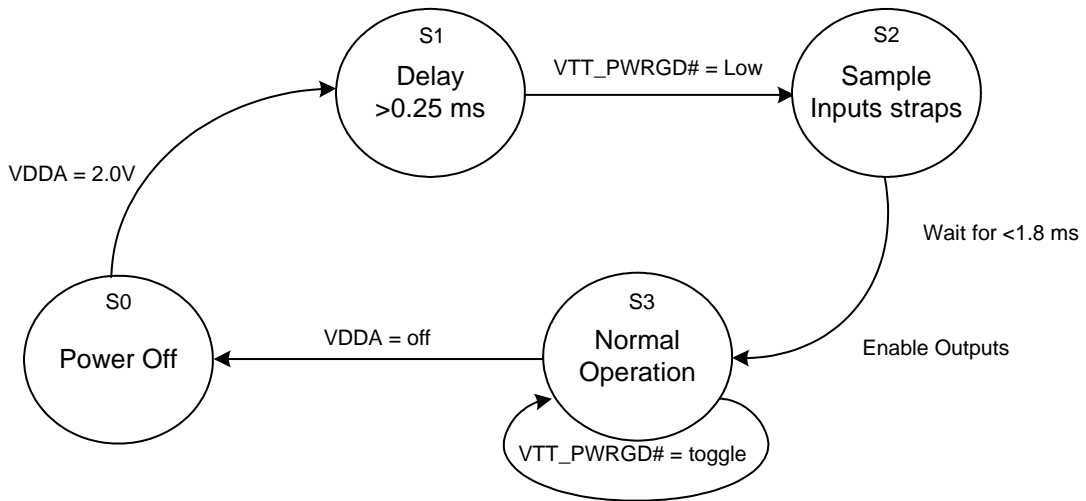 S1
Delay
>0.25 ms
VTT_PWRGD# = Low
S2
Sample
Inputs straps
VDDA = 2.0V
Wait for <1.8 ms
S0
Power Off
VDDA = off
S3
Normal
Operation
Enable Outputs
VTT_PWRGD# = toggle